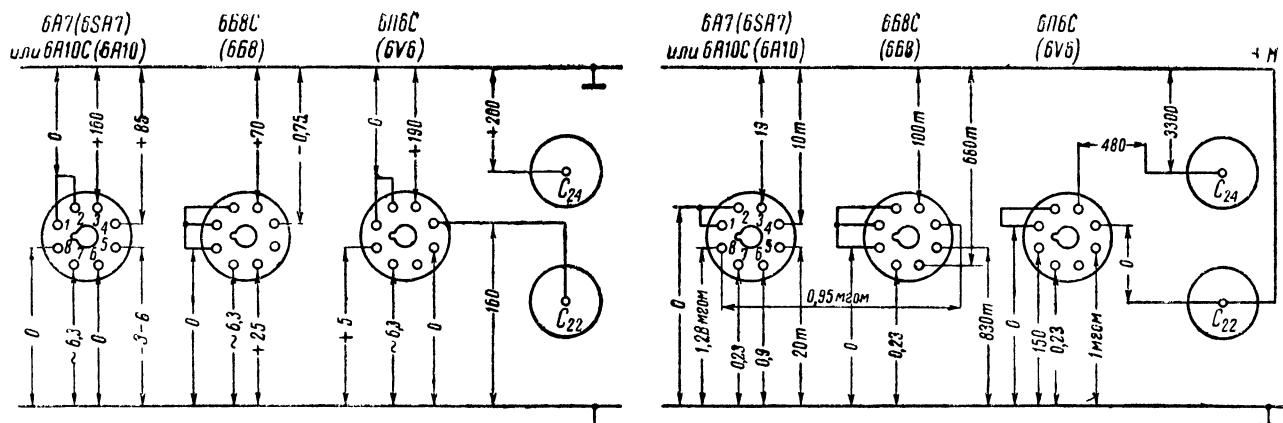 6А7(6SA7)
или 6А10С(6А10)
6Б8С
(6Б8)
6П6С
(6V6)
0
+160
+85
+70
-0,75
+190
+280
1 2 3 4 5 6 7 8
C24
C22
0
~6,3
0
-3-6
0
~6,3
+25
+5
~6,3
0
160
6А7(6SA7)
или 6А10С(6А10)
6Б8С
(6Б8)
6П6С
(6V6)
19
10т
100т
660т
480
3300
1 2 3 4 5 6 7 8
C24
C22
0
0,95 мгом
0
1,28 мгом
0,23
0,9
20т
0
0,23
830т
0
150
0,23
1 мгом